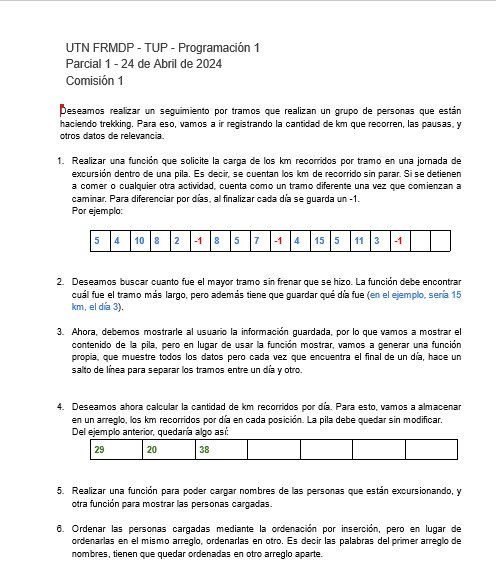 UTN FRMDP - TUP - Programación 1
Parcial 1 - 24 de Abril de 2024
Comisión 1
Deseamos realizar un seguimiento por tramos que realizan un grupo de personas que están
haciendo trekking. Para eso, vamos a ir registrando la cantidad de km que recorren, las pausas, y
otros datos de relevancia.
1. Realizar una función que solicite la carga de los km recorridos por tramo en una jornada de
excursión dentro de una pila. Es decir, se cuentan los km de recorrido sin parar. Si se detienen
a comer o cualquier otra actividad, cuenta como un tramo diferente una vez que comienzan a
caminar. Para diferenciar por días, al finalizar cada día se guarda un -1.
Por ejemplo:
5 4 10 8 2 -1 8 5 7 -1 4 15 5 11 3 -1
2. Deseamos buscar cuanto fue el mayor tramo sin frenar que se hizo. La función debe encontrar
cuál fue el tramo más largo, pero además tiene que guardar qué día fue (en el ejemplo, sería 15
km, el día 3).
3. Ahora, debemos mostrarle al usuario la información guardada, por lo que vamos a mostrar el
contenido de la pila, pero en lugar de usar la función mostrar, vamos a generar una función
propia, que muestre todos los datos pero cada vez que encuentra el final de un día, hace un
salto de línea para separar los tramos entre un día y otro.
4. Deseamos ahora calcular la cantidad de km recorridos por día. Para esto, vamos a almacenar
en un arreglo, los km recorridos por día en cada posición. La pila debe quedar sin modificar.
Del ejemplo anterior, quedaría algo así:
29 20 38
5. Realizar una función para poder cargar nombres de las personas que están excursionando, y
otra función para mostrar las personas cargadas.
6. Ordenar las personas cargadas mediante la ordenación por inserción, pero en lugar de
ordenarlas en el mismo arreglo, ordenarlas en otro. Es decir las palabras del primer arreglo de
nombres, tienen que quedar ordenadas en otro arreglo aparte.